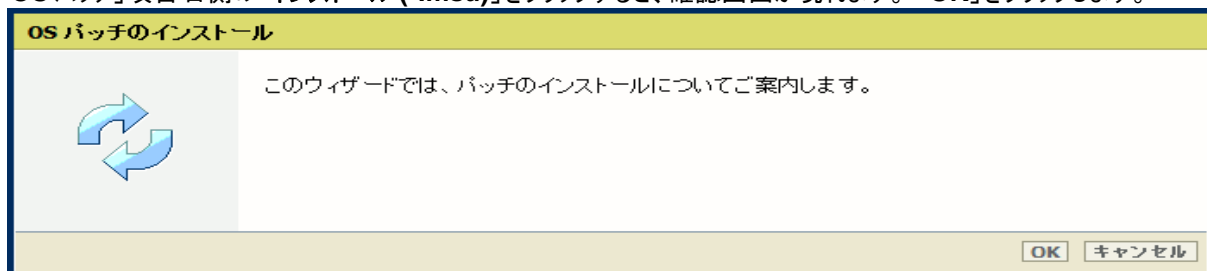 OS パッチのインストール
このウィザードでは、パッチのインストールについてご案内します。
OK キャンセル